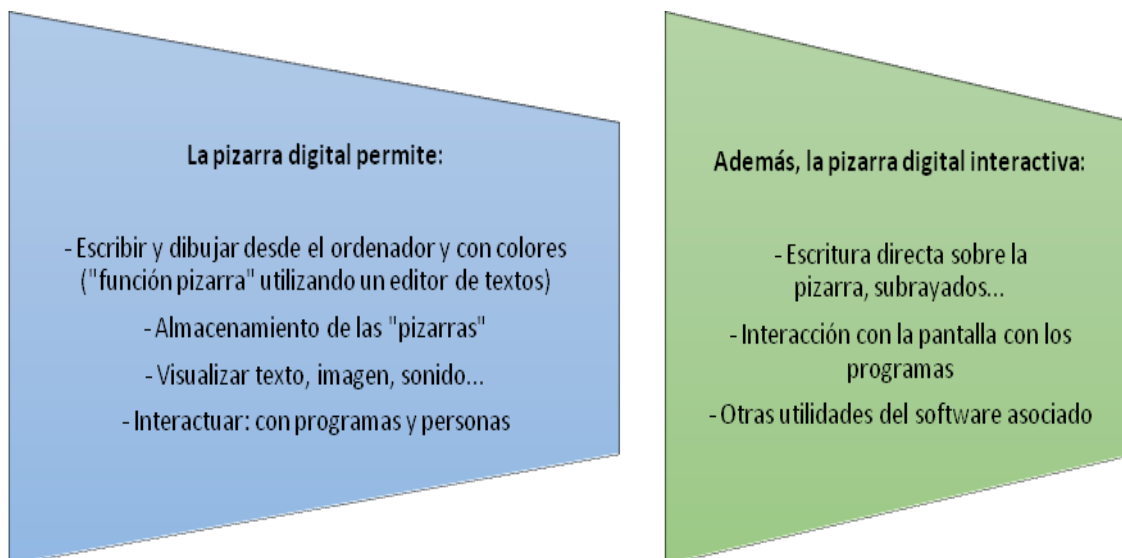 La pizarra digital permite:
- Escribir y dibujar desde el ordenador y con colores
("función pizarra" utilizando un editor de textos)
- Almacenamiento de las "pizarras"
- Visualizar texto, imagen, sonido...
- Interactuar: con programas y personas
Además, la pizarra digital interactiva:
- Escritura directa sobre la
pizarra, subrayados...
- Interacción con la pantalla con los
programas
- Otras utilidades del software asociado